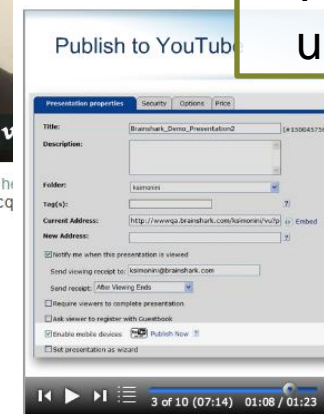 u
Publish to YouTube
Presentation properties Security Options Price
Title: Brainshark_Demo_Presentation2 [#150045756
Description:
Folder: ksimonini
Tag(s):
Current Address: http://wwwqa.brainshark.com/ksimonini/vu?p Embed
New Address:
Notify me when this presentation is viewed
Send viewing receipt to: ksimonini@brainshark.com
Send receipt: After Viewing Ends
Require viewers to complete presentation
Ask viewer to register with Guestbook
Enable mobile devices Publish Now
Set presentation as wizard
3 of 10 (07:14) 01:08 / 01:23